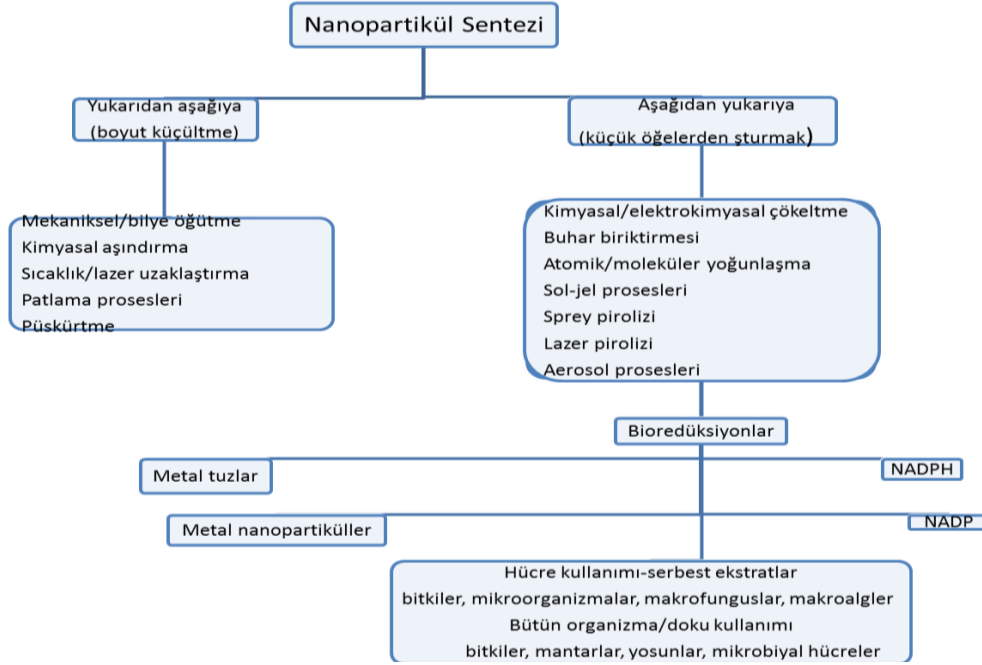 Nanopartikül Sentezi
Yukarıdan aşağıya
(boyut küçültme)
Aşağıdan yukarıya
(küçük öğelerden şturmak)
Mekaniksel/bilye öğütme
Kimyasal aşındırma
Sıcaklık/lazer uzaklaştırma
Patlama prosesleri
Püskürtme
Kimyasal/elektrokimyasal çökeltme
Buhar biriktirmesi
Atomik/moleküler yoğunlaşma
Sol-jel prosesleri
Sprey pirolizi
Lazer pirolizi
Aerosol prosesleri
Bioredüksiyonlar
Metal tuzlar
NADPH
Metal nanopartiküller
NADP
Hücre kullanımı-serbest ekstratlar
bitkiler, mikroorganizmalar, makrofunguslar, makroalgler
Bütün organizma/doku kullanımı
bitkiler, mantarlar, yosunlar, mikrobiyal hücreler